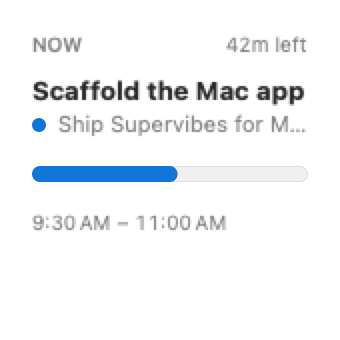 NOW 42m left
Scaffold the Mac app
Ship Supervibes for M...
9:30 AM – 11:00 AM